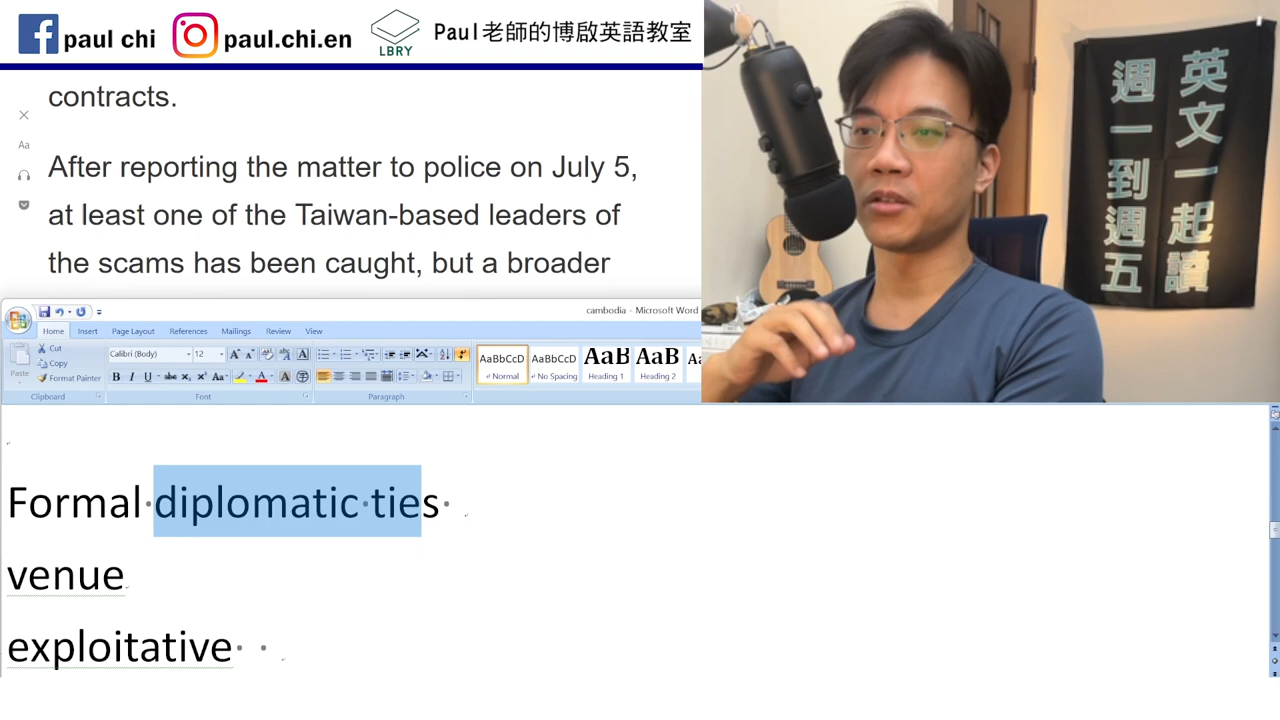 paul chi
paul.chi.en
LBRY
Paul老師的博啟英語教室
contracts.
Aa
After reporting the matter to police on July 5,
at least one of the Taiwan-based leaders of
the scams has been caught, but a broader
cambodia - Microsoft Word
Home Insert Page Layout References Mailings Review View
Paste
Cut
Copy
Format Painter
Clipboard
Calibri (Body) 12
Font
Paragraph
AaBbCcD AaBbCcD AaB AaB
Normal No Spacing Heading 1 Heading 2
Formal diplomatic ties
venue
exploitative
英文一起讀
週一到週五